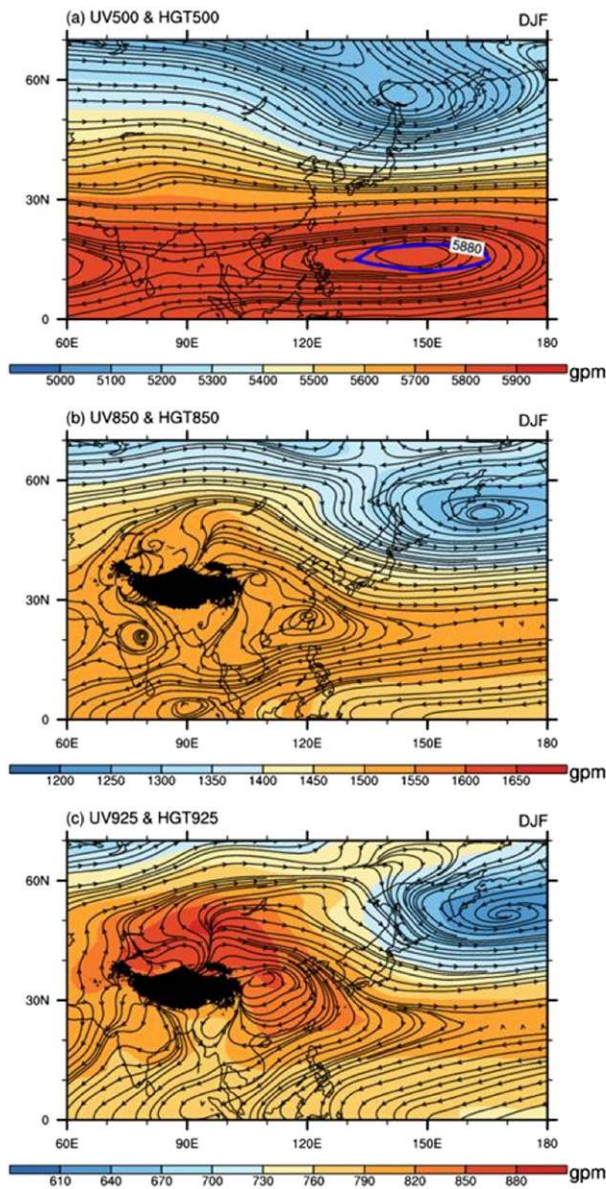 (a) UV500 & HGT500 DJF
60N
30N
5880
0
60E 90E 120E 150E 180
5000 5100 5200 5300 5400 5500 5600 5700 5800 5900 gpm
(b) UV850 & HGT850 DJF
60N
30N
0
60E 90E 120E 150E 180
1200 1250 1300 1350 1400 1450 1500 1550 1600 1650 gpm
(c) UV925 & HGT925 DJF
60N
30N
0
60E 90E 120E 150E 180
610 640 670 700 730 760 790 820 850 880 gpm